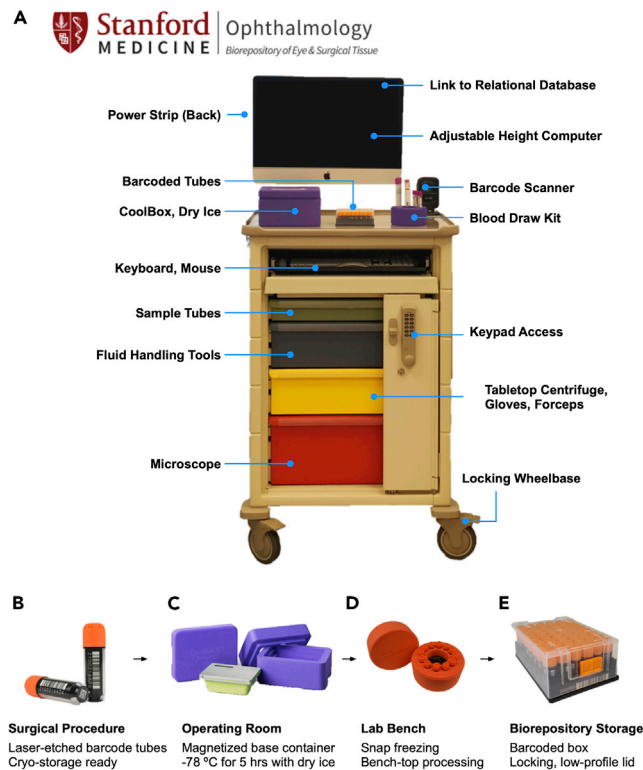 A
Stanford
MEDICINE
Ophthalmology
Biorepository of Eye & Surgical Tissue
Link to Relational Database
Power Strip (Back)
Adjustable Height Computer
Barcoded Tubes
Barcode Scanner
CoolBox, Dry Ice
Blood Draw Kit
Keyboard, Mouse
Sample Tubes
Keypad Access
Fluid Handling Tools
Tabletop Centrifuge,
Gloves, Forceps
Microscope
Locking Wheelbase
B
C
D
E
Surgical Procedure
Laser-etched barcode tubes
Cryo-storage ready
Operating Room
Magnetized base container
-78 ºC for 5 hrs with dry ice
Lab Bench
Snap freezing
Bench-top processing
Biorepository Storage
Barcoded box
Locking, low-profile lid